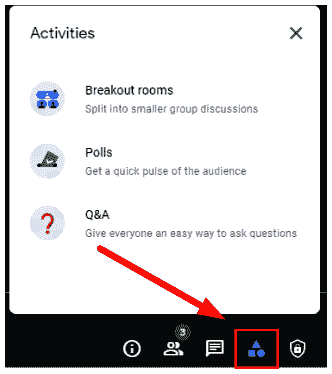 Activities
Breakout rooms
Split into smaller group discussions
Polls
Get a quick pulse of the audience
Q&A
Give everyone an easy way to ask questions
3